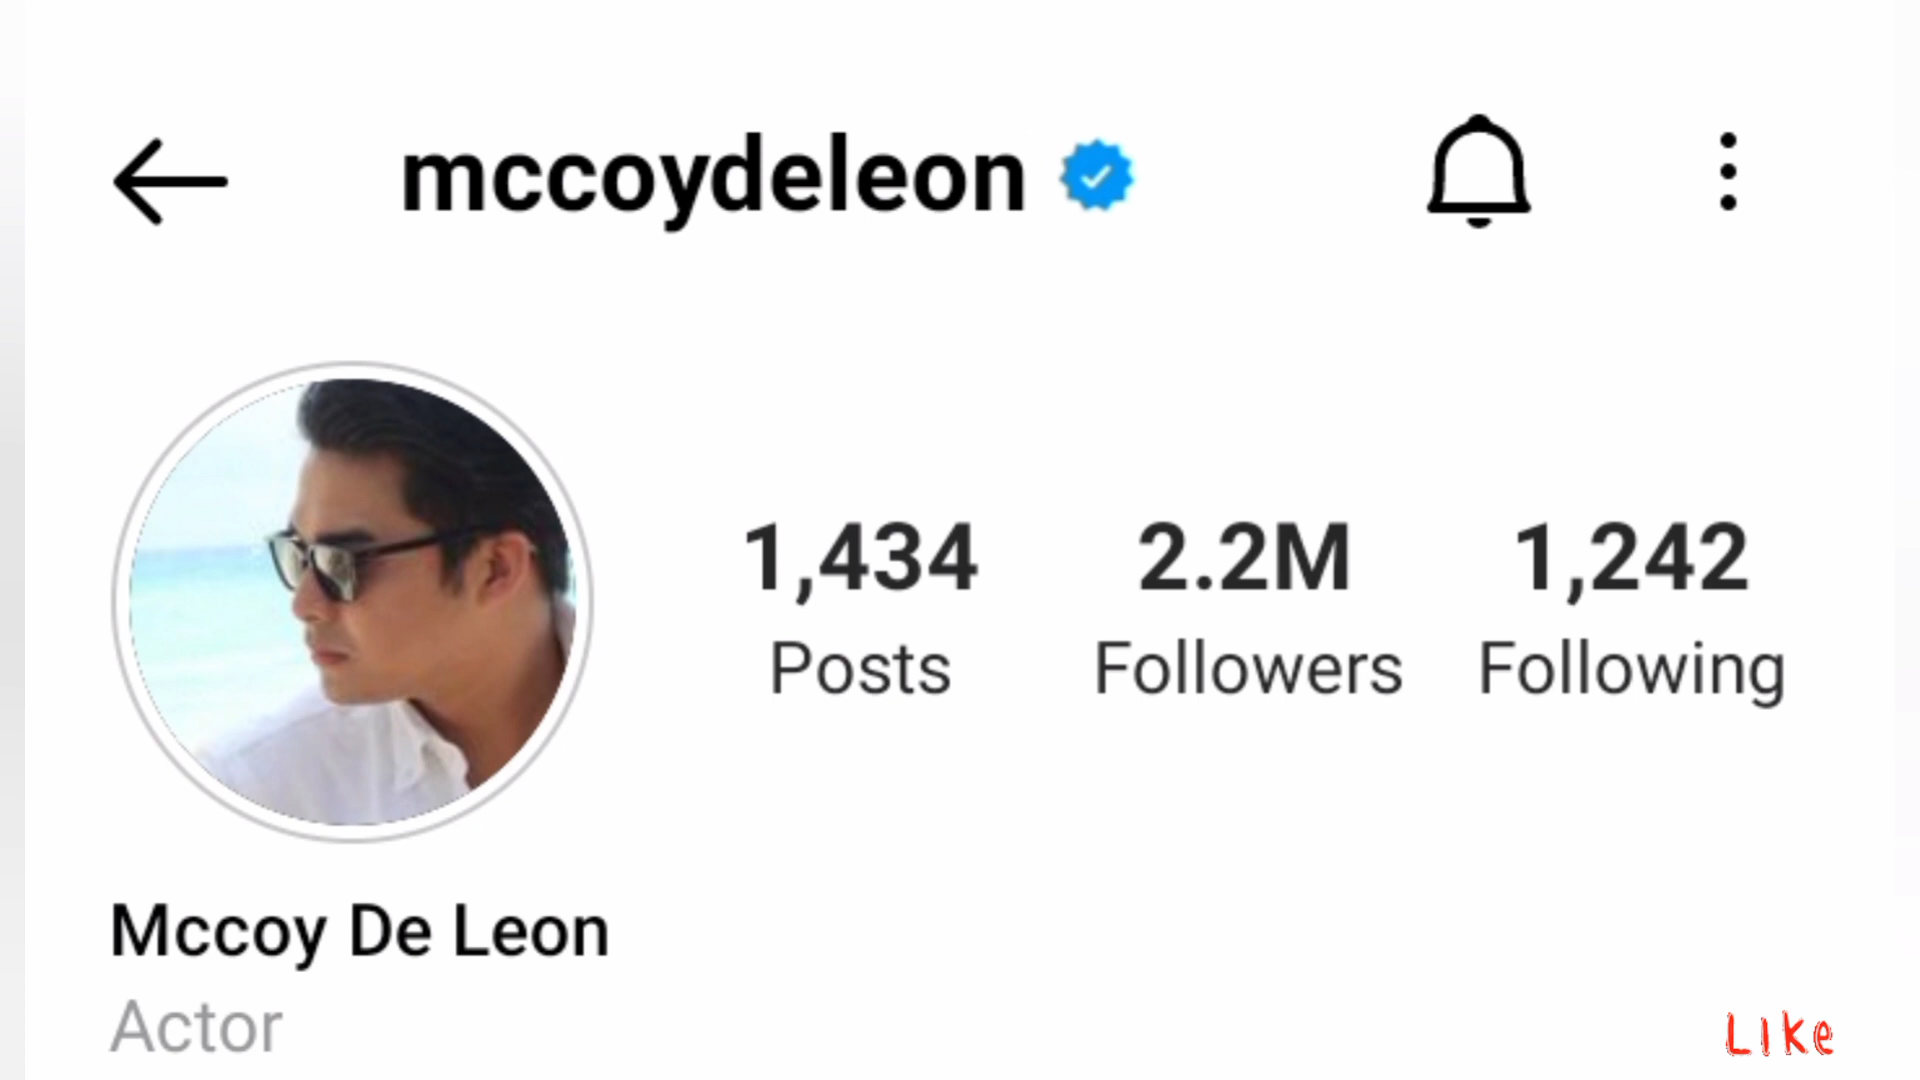 mccoydeleon
1,434 2.2M 1,242
Posts Followers Following
Mccoy De Leon
Actor
LIKe